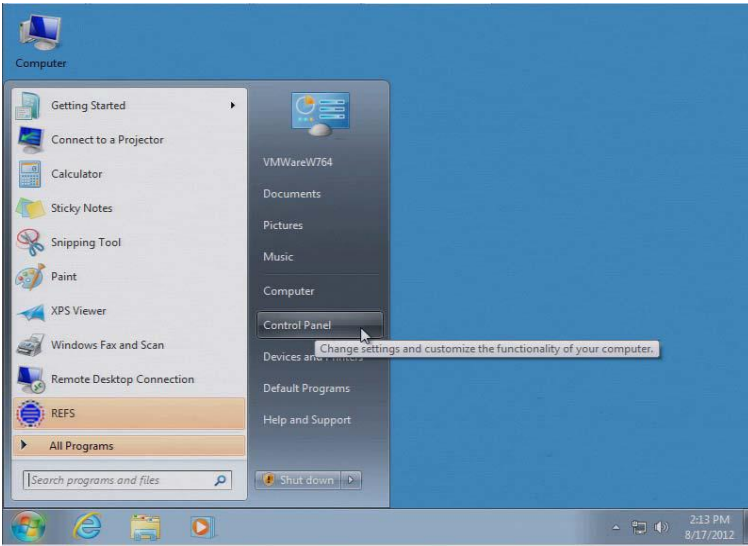 Computer
Getting Started
Connect to a Projector
Calculator
Sticky Notes
Snipping Tool
Paint
XPS Viewer
Windows Fax and Scan
Remote Desktop Connection
REFS
All Programs
Search programs and files
VMWareW764
Documents
Pictures
Music
Computer
Control Panel
Change settings and customize the functionality of your computer.
Devices and Printers
Default Programs
Help and Support
Shut down
2:13 PM
8/17/2012